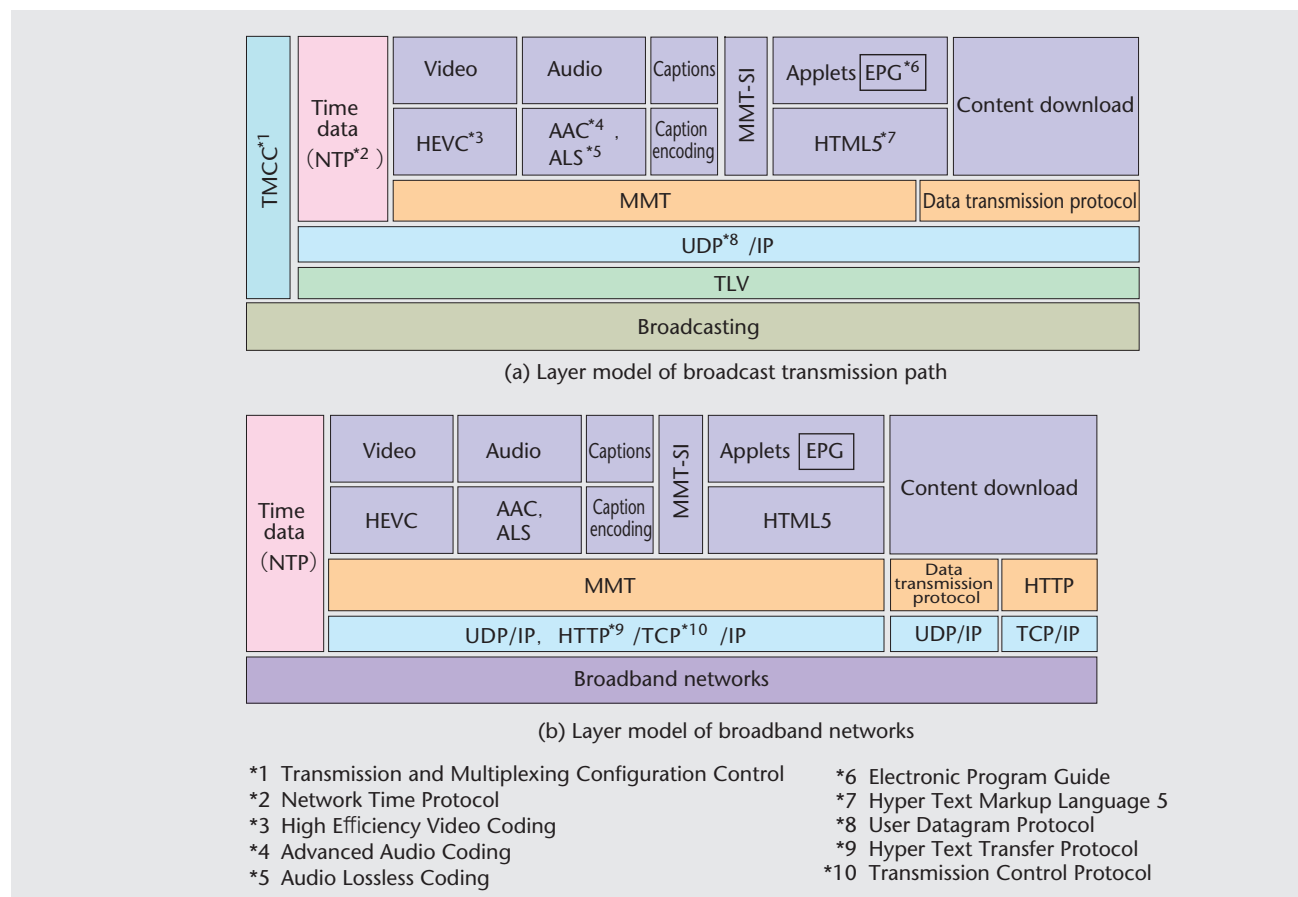 TMCC*1
Time
data
(NTP*2)
Video
Audio
Captions
MMT-SI
Applets EPG*6
Content download
HEVC*3
AAC*4,
ALS*5
Caption
encoding
HTML5*7
MMT
Data transmission protocol
UDP*8 /IP
TLV
Broadcasting
(a) Layer model of broadcast transmission path
Time
data
(NTP)
Video
Audio
Captions
MMT-SI
Applets EPG
Content download
HEVC
AAC,
ALS
Caption
encoding
HTML5
MMT
Data
transmission
protocol
HTTP
UDP/IP, HTTP*9 /TCP*10 /IP
UDP/IP
TCP/IP
Broadband networks
(b) Layer model of broadband networks
*1 Transmission and Multiplexing Configuration Control
*2 Network Time Protocol
*3 High Efficiency Video Coding
*4 Advanced Audio Coding
*5 Audio Lossless Coding
*6 Electronic Program Guide
*7 Hyper Text Markup Language 5
*8 User Datagram Protocol
*9 Hyper Text Transfer Protocol
*10 Transmission Control Protocol